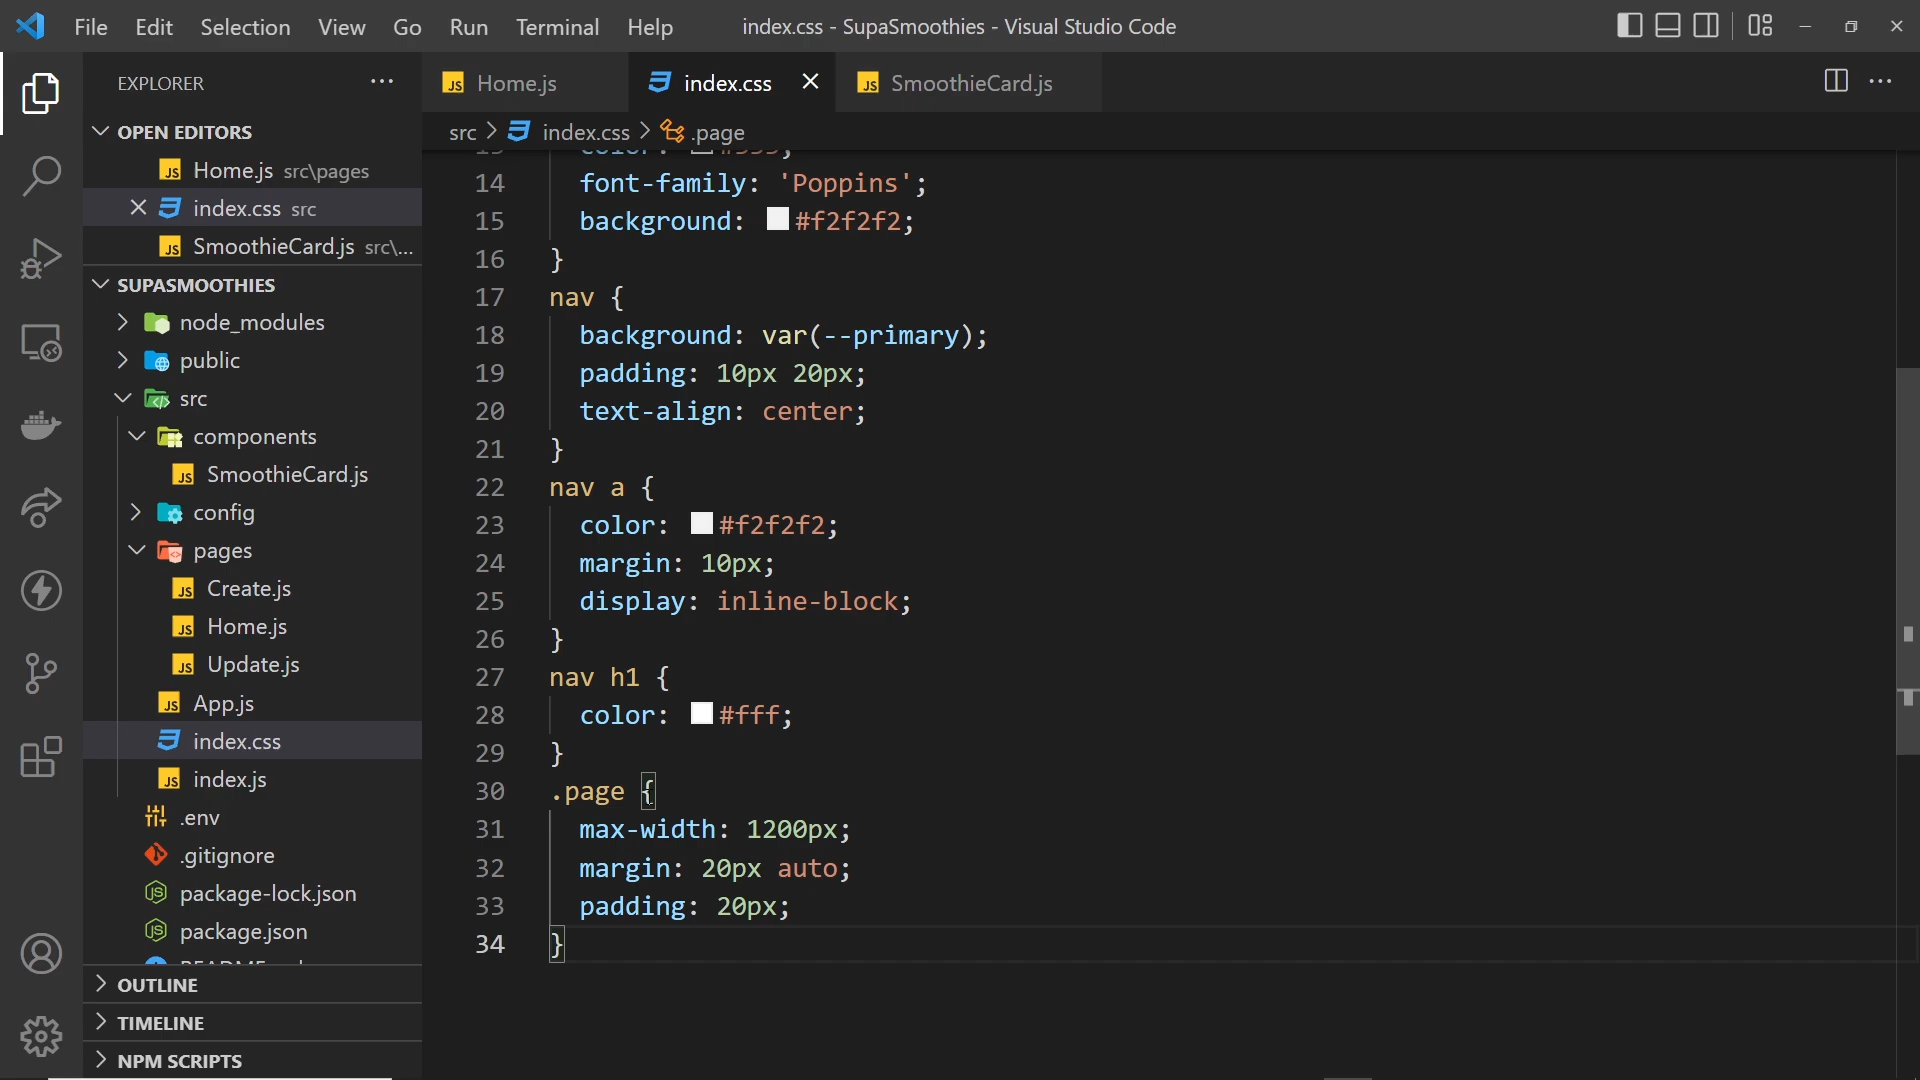 File Edit Selection View Go Run Terminal Help
index.css - SupaSmoothies - Visual Studio Code
EXPLORER
OPEN EDITORS
Home.js src\pages
index.css src
SmoothieCard.js src\...
SUPASMOOTHIES
node_modules
public
src
components
SmoothieCard.js
config
pages
Create.js
Home.js
Update.js
App.js
index.css
index.js
.env
.gitignore
package-lock.json
package.json
OUTLINE
TIMELINE
NPM SCRIPTS
Home.js index.css SmoothieCard.js
src > index.css > .page
14 font-family: 'Poppins';
15 background: #f2f2f2;
16 }
17 nav {
18 background: var(--primary);
19 padding: 10px 20px;
20 text-align: center;
21 }
22 nav a {
23 color: #f2f2f2;
24 margin: 10px;
25 display: inline-block;
26 }
27 nav h1 {
28 color: #fff;
29 }
30 .page {
31 max-width: 1200px;
32 margin: 20px auto;
33 padding: 20px;
34 }